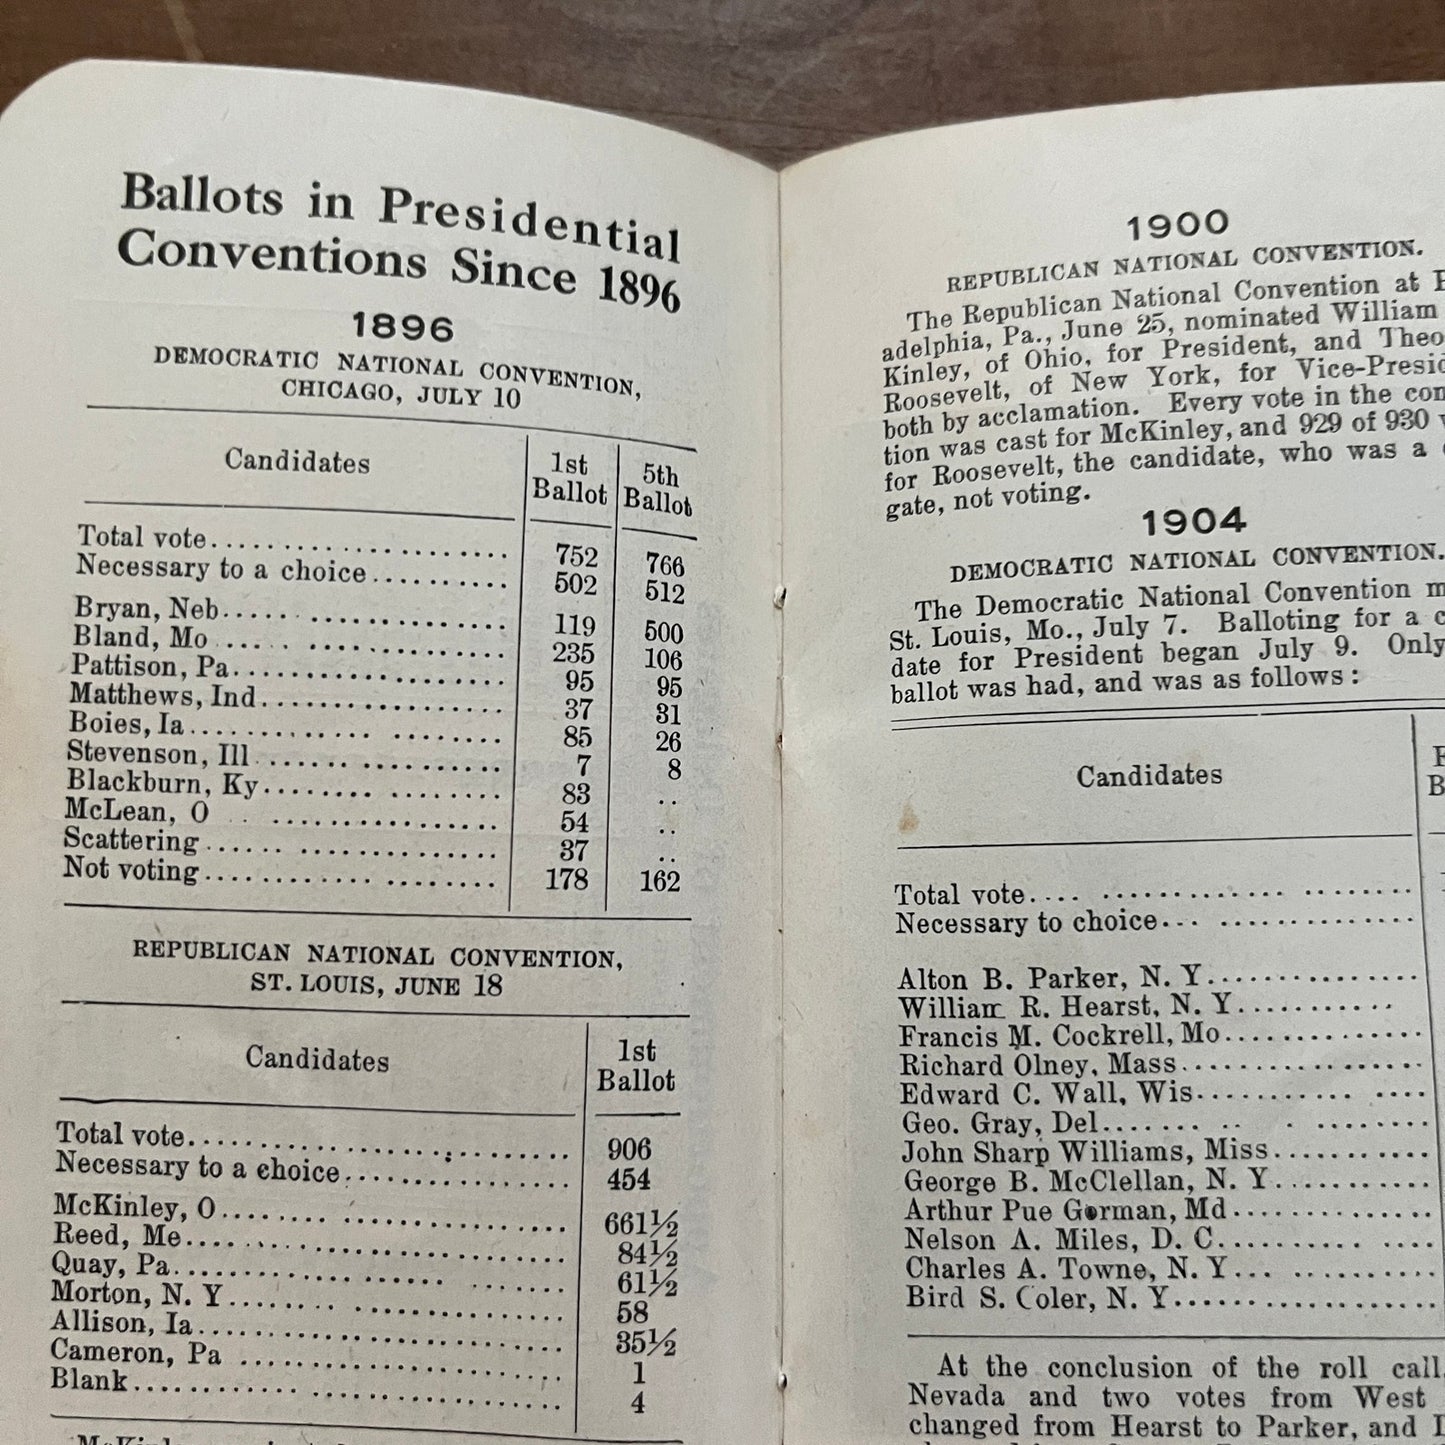 Ballots in Presidential
Conventions Since 1896
1896
DEMOCRATIC NATIONAL CONVENTION,
CHICAGO, JULY 10
Candidates 1st Ballot 5th Ballot
Total vote 752 766
Necessary to a choice 502 512
Bryan, Neb 119 500
Bland, Mo 235 106
Pattison, Pa 95 95
Matthews, Ind 37 31
Boies, Ia 85 26
Stevenson, Ill 7 8
Blackburn, Ky 83 ..
McLean, O 54 ..
Scattering 37 ..
Not voting 178 162
REPUBLICAN NATIONAL CONVENTION,
ST. LOUIS, JUNE 18
Candidates 1st Ballot
Total vote 906
Necessary to a choice 454
McKinley, O 661½
Reed, Me 84½
Quay, Pa 61½
Morton, N. Y 58
Allison, Ia 35½
Cameron, Pa 1
Blank 4
1900
REPUBLICAN NATIONAL CONVENTION.
The Republican National Convention at
adelphia, Pa., June 25, nominated William
Kinley, of Ohio, for President, and Theo
Roosevelt, of New York, for Vice-Presid
both by acclamation. Every vote in the con
tion was cast for McKinley, and 929 of 930
for Roosevelt, the candidate, who was a
gate, not voting.
1904
DEMOCRATIC NATIONAL CONVENTION.
The Democratic National Convention m
St. Louis, Mo., July 7. Balloting for a c
date for President began July 9. Only
ballot was had, and was as follows:
Candidates
Total vote
Necessary to choice
Alton B. Parker, N. Y
William R. Hearst, N. Y
Francis M. Cockrell, Mo
Richard Olney, Mass
Edward C. Wall, Wis
Geo. Gray, Del
John Sharp Williams, Miss
George B. McClellan, N. Y
Arthur Pue Gorman, Md
Nelson A. Miles, D. C
Charles A. Towne, N. Y
Bird S. Coler, N. Y
At the conclusion of the roll call,
Nevada and two votes from West
changed from Hearst to Parker, and